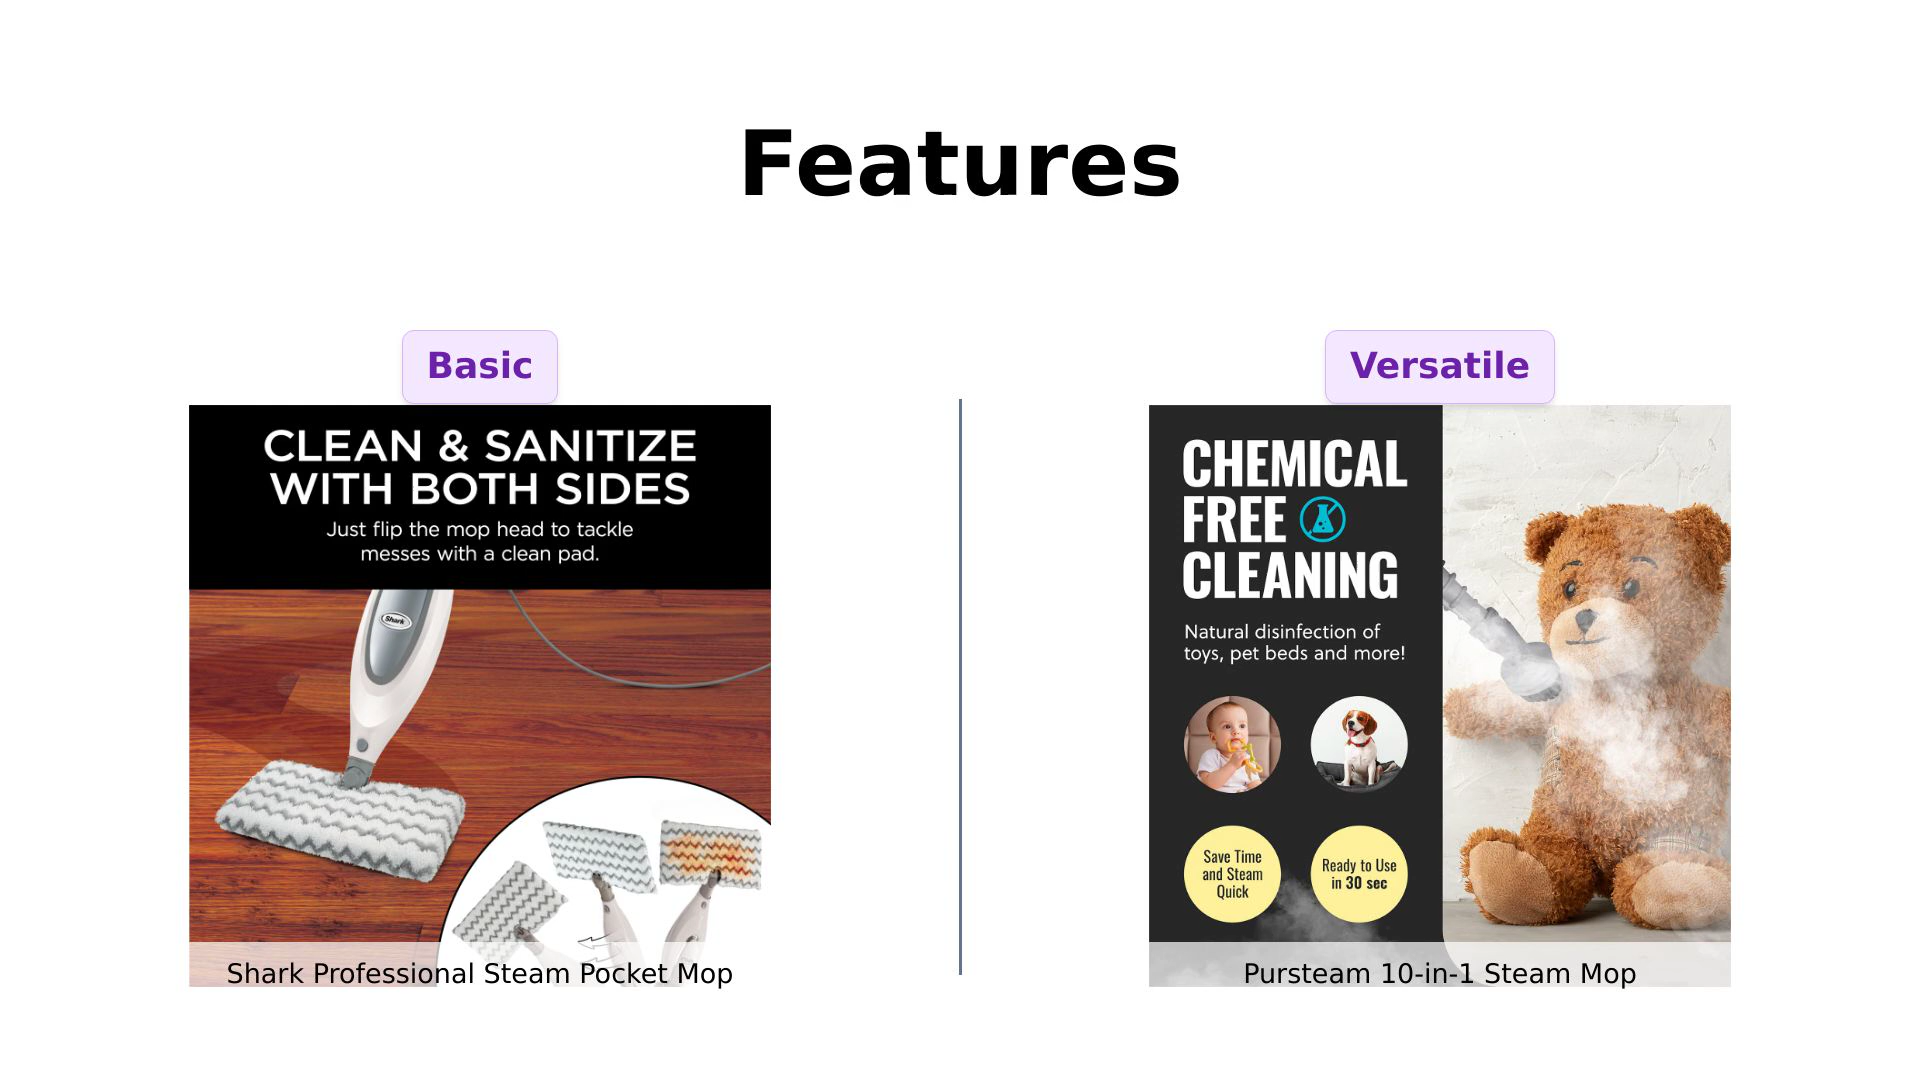 Features
Basic
CLEAN & SANITIZE
WITH BOTH SIDES
Just flip the mop head to tackle
messes with a clean pad.
Shark
Shark Professional Steam Pocket Mop
Versatile
CHEMICAL
FREE
CLEANING
Natural disinfection of
toys, pet beds and more!
Save Time
and Steam
Quick
Ready to Use
in 30 sec
Pursteam 10-in-1 Steam Mop